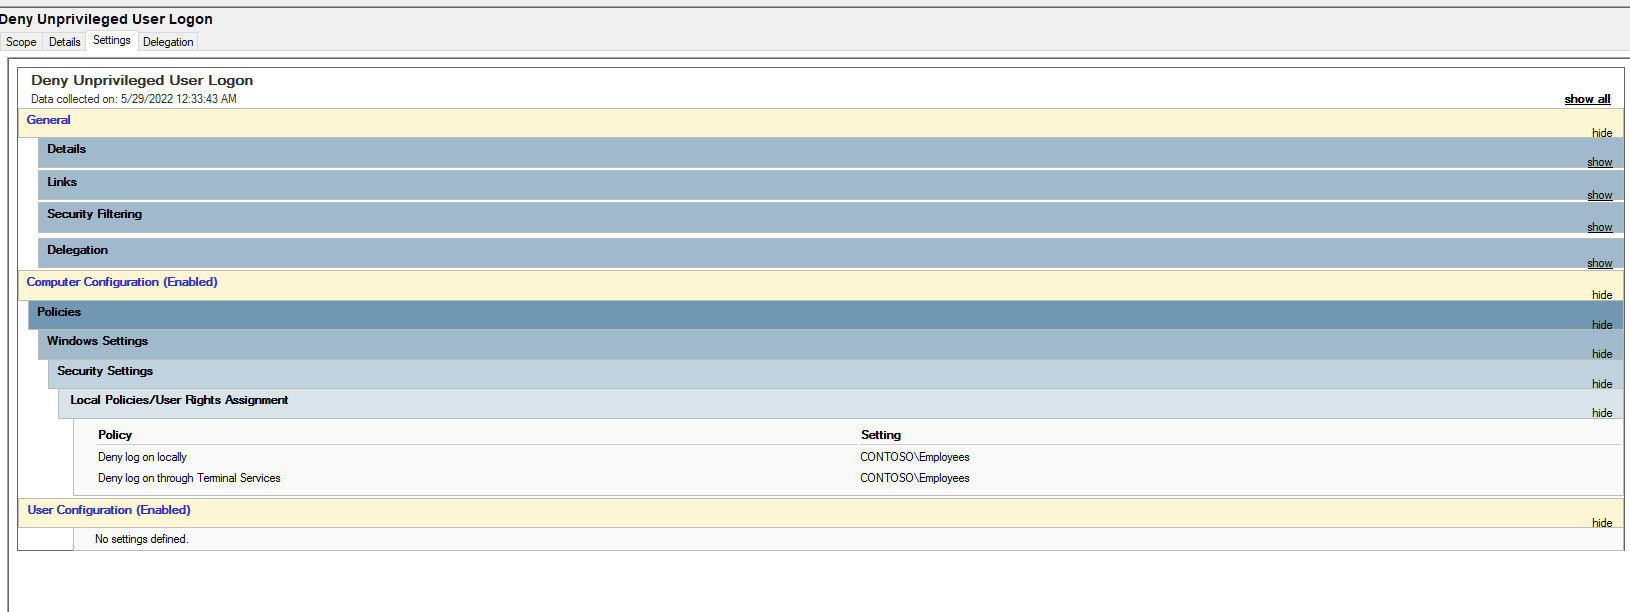 Deny Unprivileged User Logon
Scope Details Settings Delegation
Deny Unprivileged User Logon
Data collected on: 5/29/2022 12:33:43 AM
show all
General
hide
Details
show
Links
show
Security Filtering
show
Delegation
show
Computer Configuration (Enabled)
hide
Policies
hide
Windows Settings
hide
Security Settings
hide
Local Policies/User Rights Assignment
hide
Policy Setting
Deny log on locally CONTOSO\Employees
Deny log on through Terminal Services CONTOSO\Employees
User Configuration (Enabled)
hide
No settings defined.